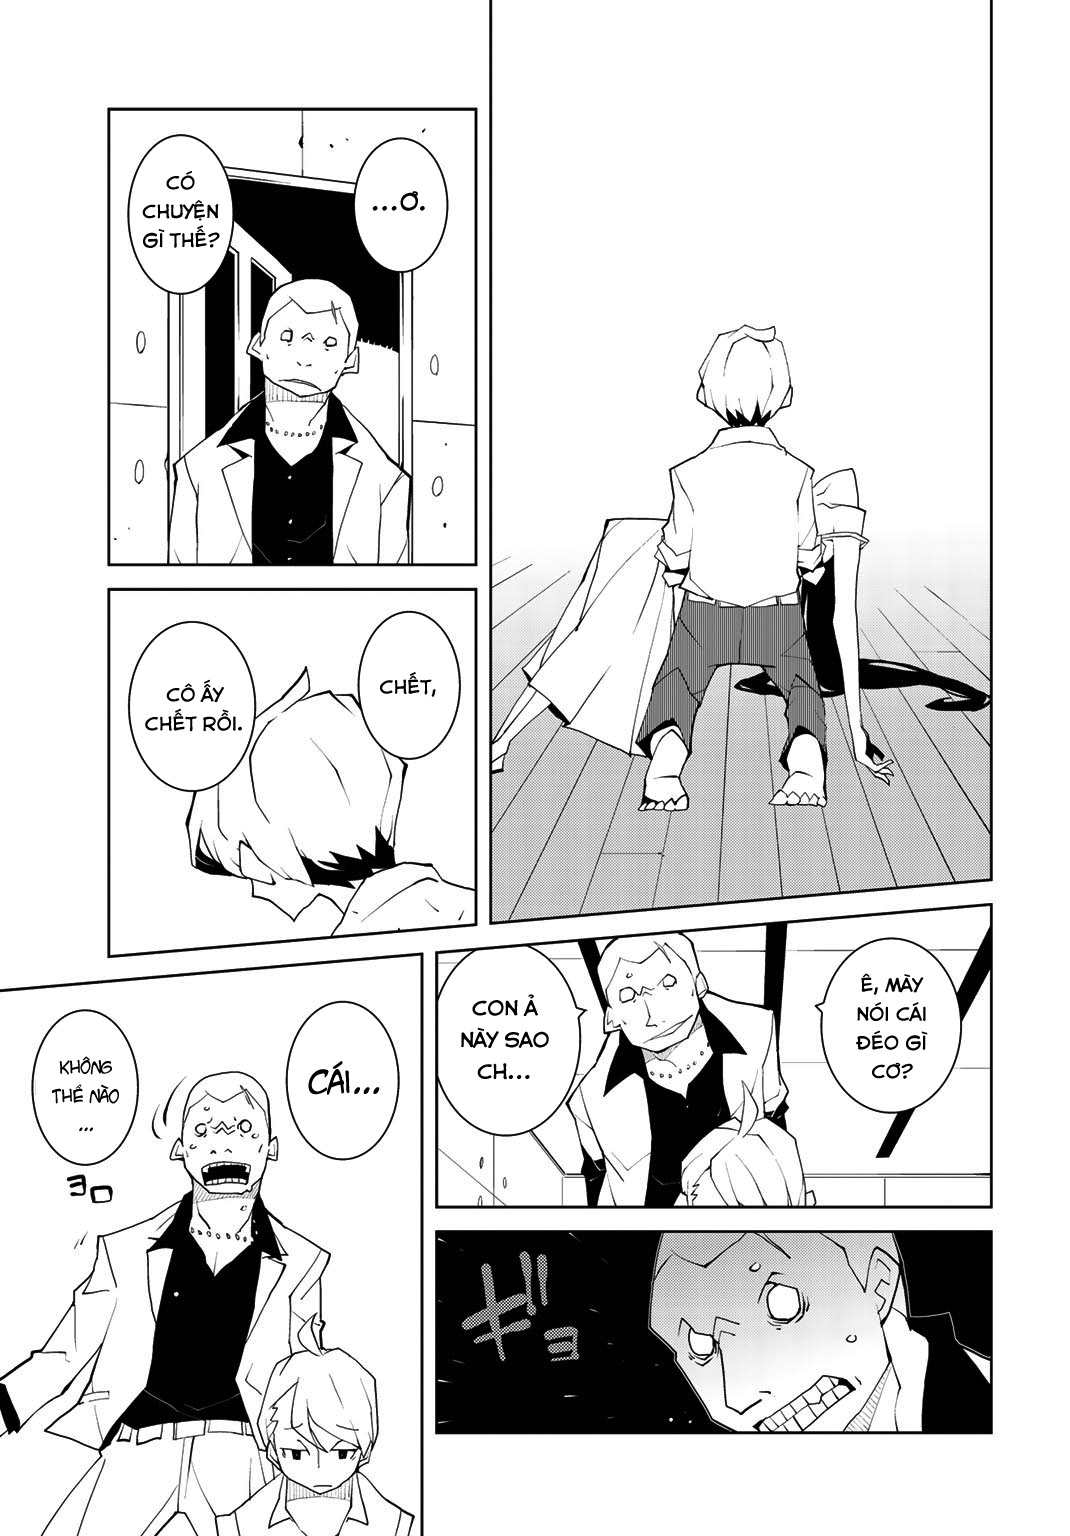 ...Ơ.
CÓ
CHUYỆN
GÌ THẾ?
CHẾT,
CÔ ẤY
CHẾT RỒI.
Ê, MÀY
NÓI CÁI
ĐÉO GÌ
CƠ?
CON Ả
NÀY SAO
CH...
ギョ
CÁI...
KHÔNG
THỂ NÀO
...
ヨロ